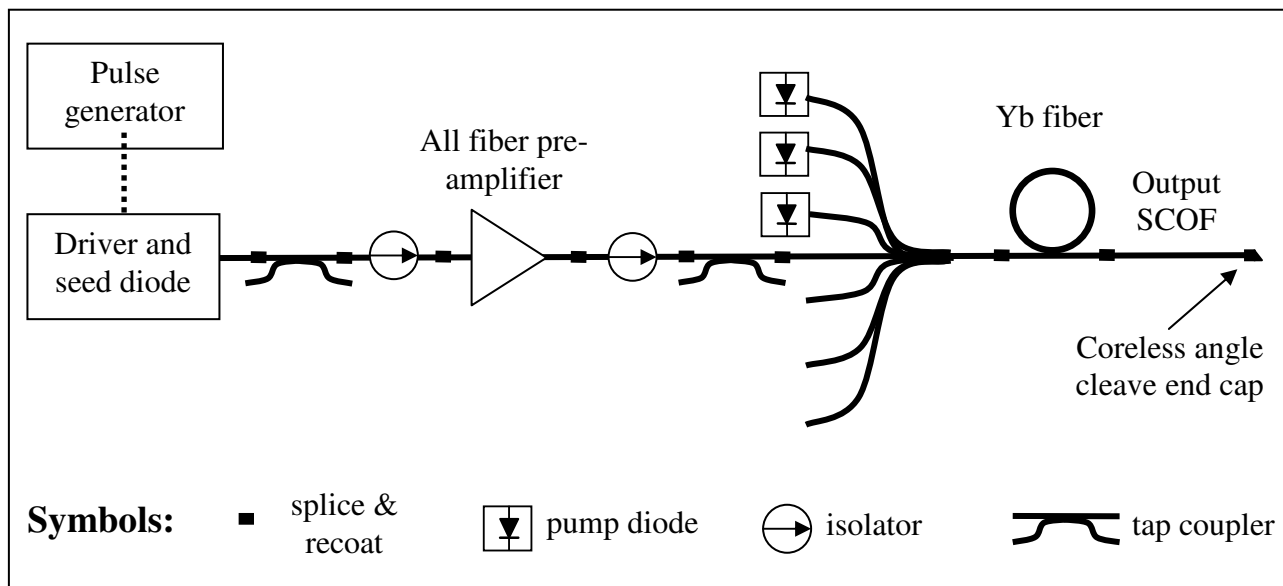 Pulse
generator
Driver and
seed diode
All fiber pre-
amplifier
Yb fiber
Output
SCOF
Coreless angle
cleave end cap
Symbols:
splice &
recoat
pump diode
isolator
tap coupler